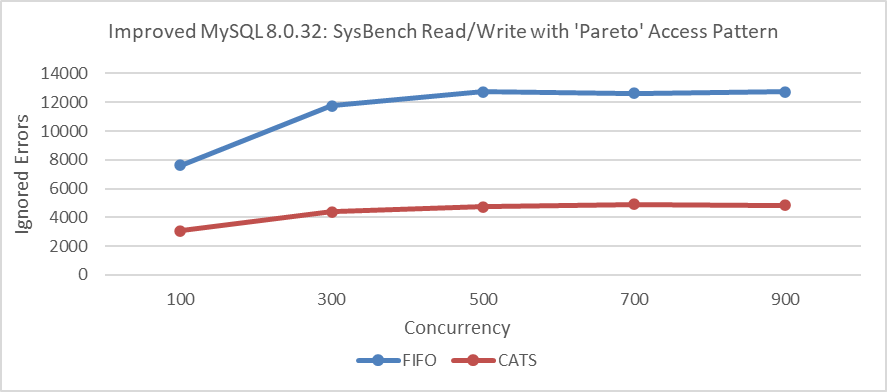 Improved MySQL 8.0.32: SysBench Read/Write with 'Pareto' Access Pattern
Ignored Errors
14000
12000
10000
8000
6000
4000
2000
0
100 300 500 700 900
Concurrency
FIFO CATS